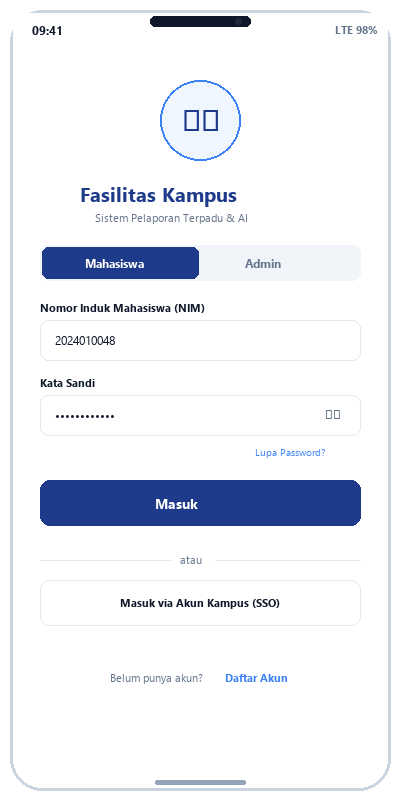 09:41 LTE 98%
Fasilitas Kampus
Sistem Pelaporan Terpadu & AI
Mahasiswa Admin
Nomor Induk Mahasiswa (NIM)
2024010048
Kata Sandi
••••••••••••
Lupa Password?
Masuk
atau
Masuk via Akun Kampus (SSO)
Belum punya akun? Daftar Akun